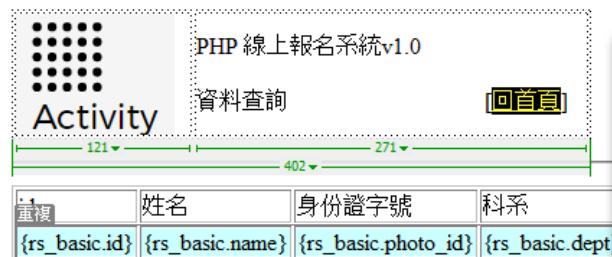 PHP 線上報名系統v1.0
資料查詢 [回首頁]
Activity
121 271
402
重複
姓名 身份證字號 科系
{rs_basic.id} {rs_basic.name} {rs_basic.photo_id} {rs_basic.dept